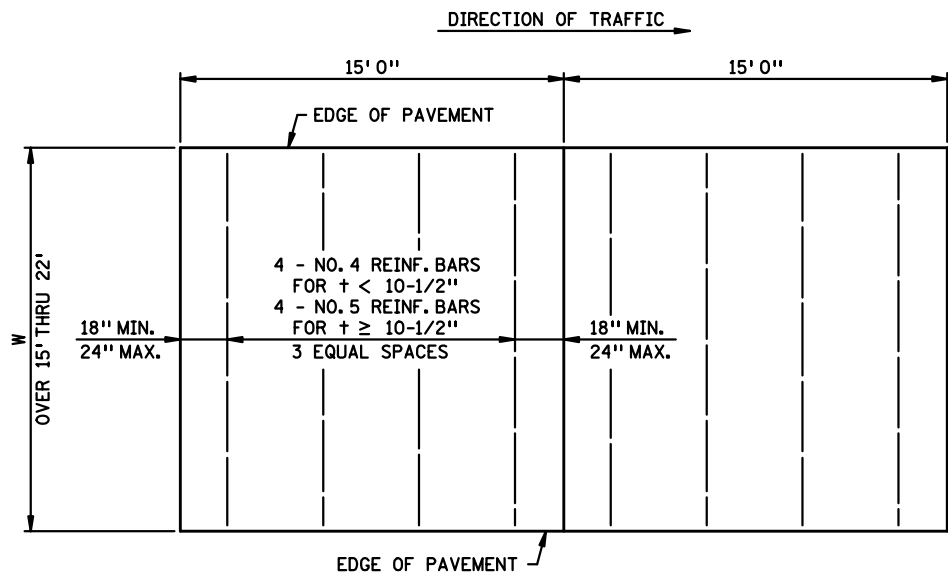 DIRECTION OF TRAFFIC
15' 0"
15' 0"
EDGE OF PAVEMENT
4 - NO. 4 REINF. BARS
FOR t < 10-1/2"
4 - NO. 5 REINF. BARS
FOR t ≥ 10-1/2"
3 EQUAL SPACES
18" MIN.
24" MAX.
18" MIN.
24" MAX.
W
OVER 15' THRU 22'
EDGE OF PAVEMENT